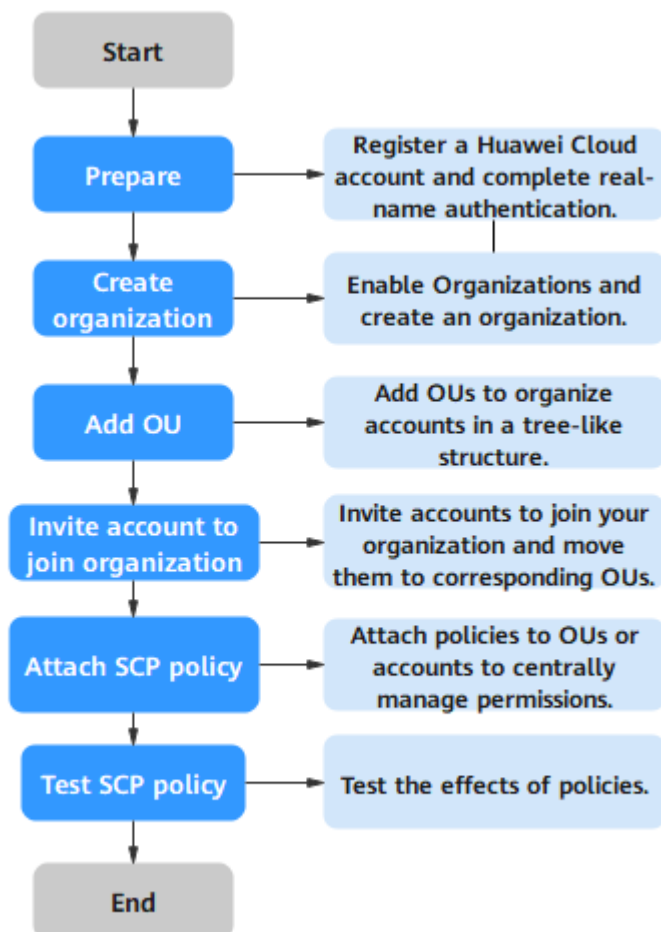 Start
Prepare
Register a Huawei Cloud
account and complete real-
name authentication.
Create
organization
Enable Organizations and
create an organization.
Add OU
Add OUs to organize
accounts in a tree-like
structure.
Invite account to
join organization
Invite accounts to join your
organization and move
them to corresponding OUs.
Attach SCP policy
Attach policies to OUs or
accounts to centrally
manage permissions.
Test SCP policy
Test the effects of policies.
End